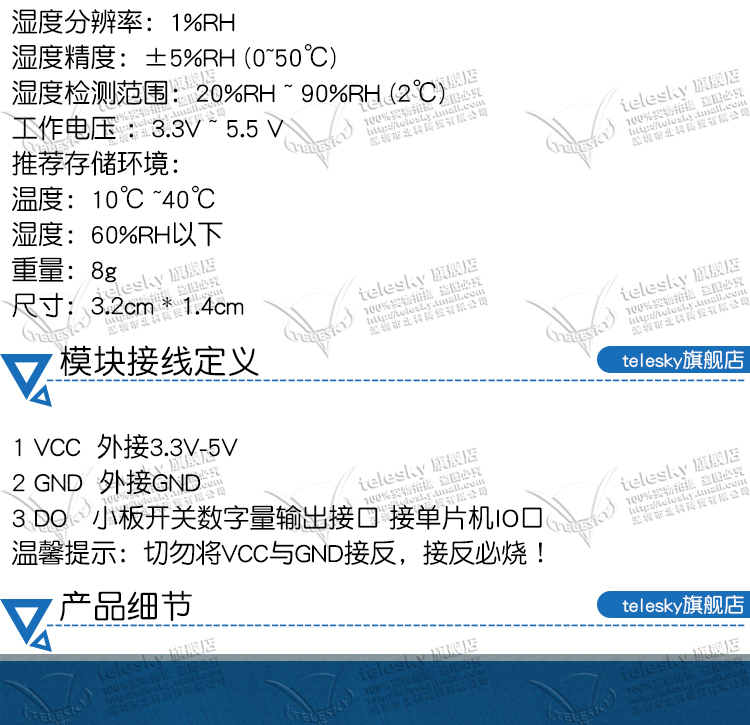 湿度分辨率：1%RH
湿度精度：±5%RH (0~50℃)
湿度检测范围：20%RH ~ 90%RH (2℃)
工作电压 ：3.3V ~ 5.5 V
推荐存储环境：
温度：10℃ ~40℃
湿度：60%RH以下
重量：8g
尺寸：3.2cm * 1.4cm
模块接线定义
telesky旗舰店
1 VCC 外接3.3V-5V
2 GND 外接GND
3 DO 小板开关数字量输出接口 接单片机IO口
温馨提示：切勿将VCC与GND接反，接反必烧！
产品细节
telesky旗舰店